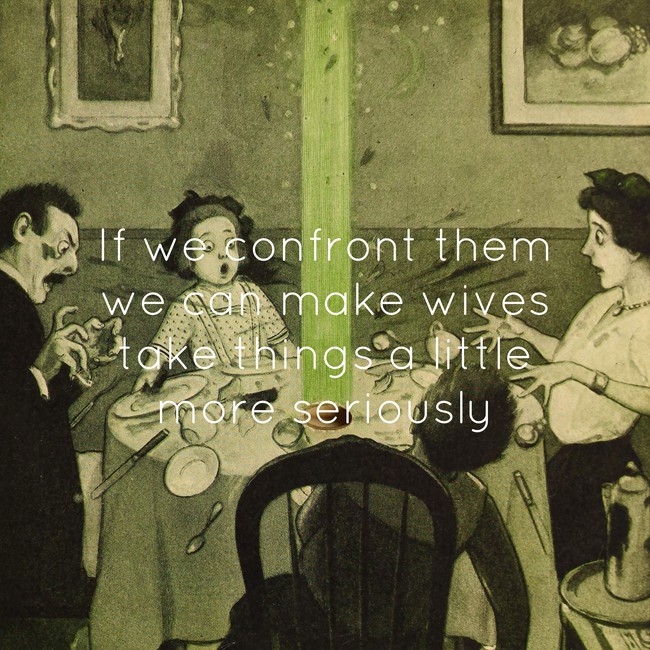 If we confront them
we can make wives
take things a little
more seriously